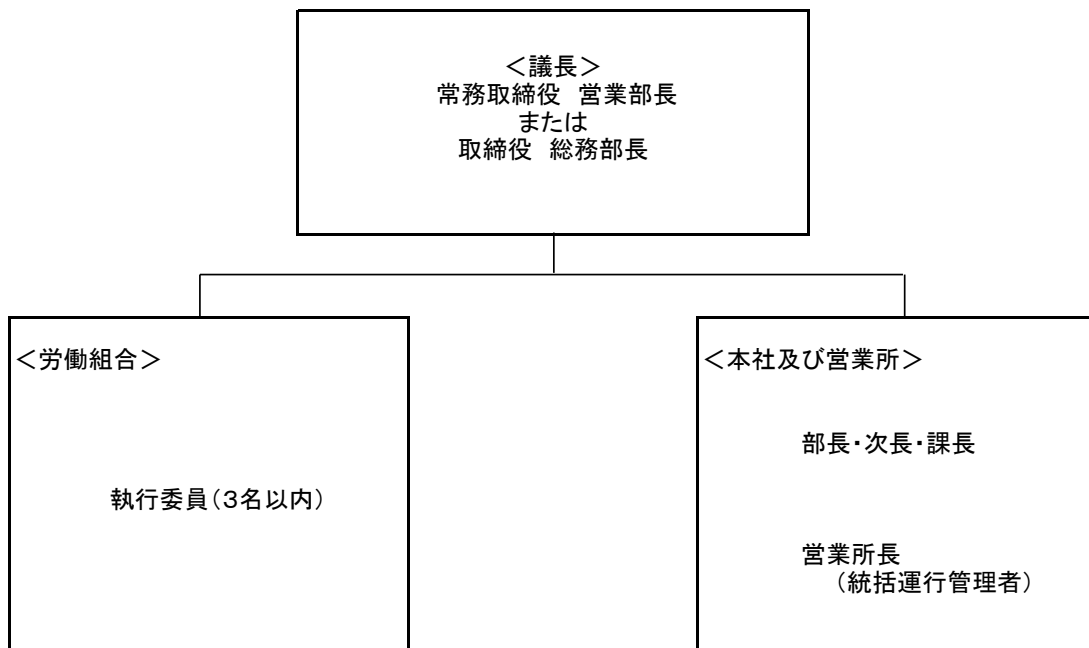 ＜議長＞
常務取締役　営業部長
または
取締役　総務部長
＜労働組合＞
執行委員（３名以内）
＜本社及び営業所＞
部長・次長・課長
営業所長
（統括運行管理者）